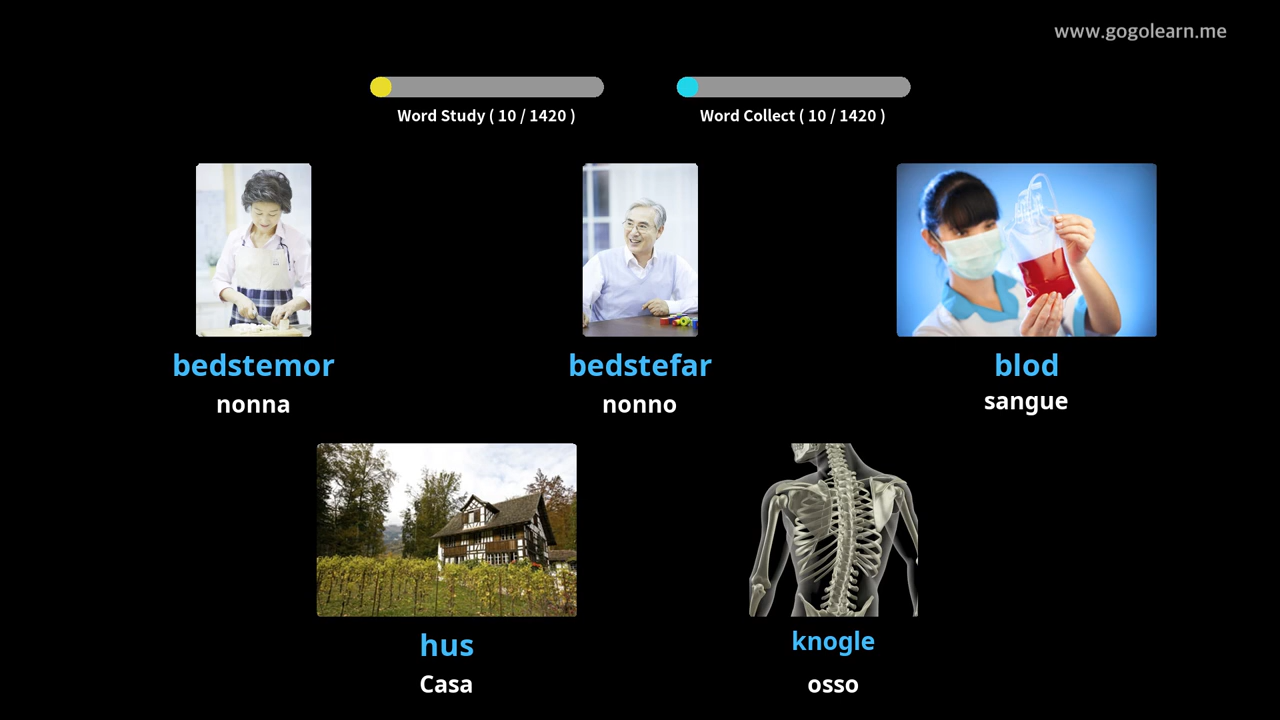 www.gogolearn.me
Word Study ( 10 / 1420 )
Word Collect ( 10 / 1420 )
bedstemor
nonna
bedstefar
nonno
blod
sangue
hus
Casa
knogle
osso